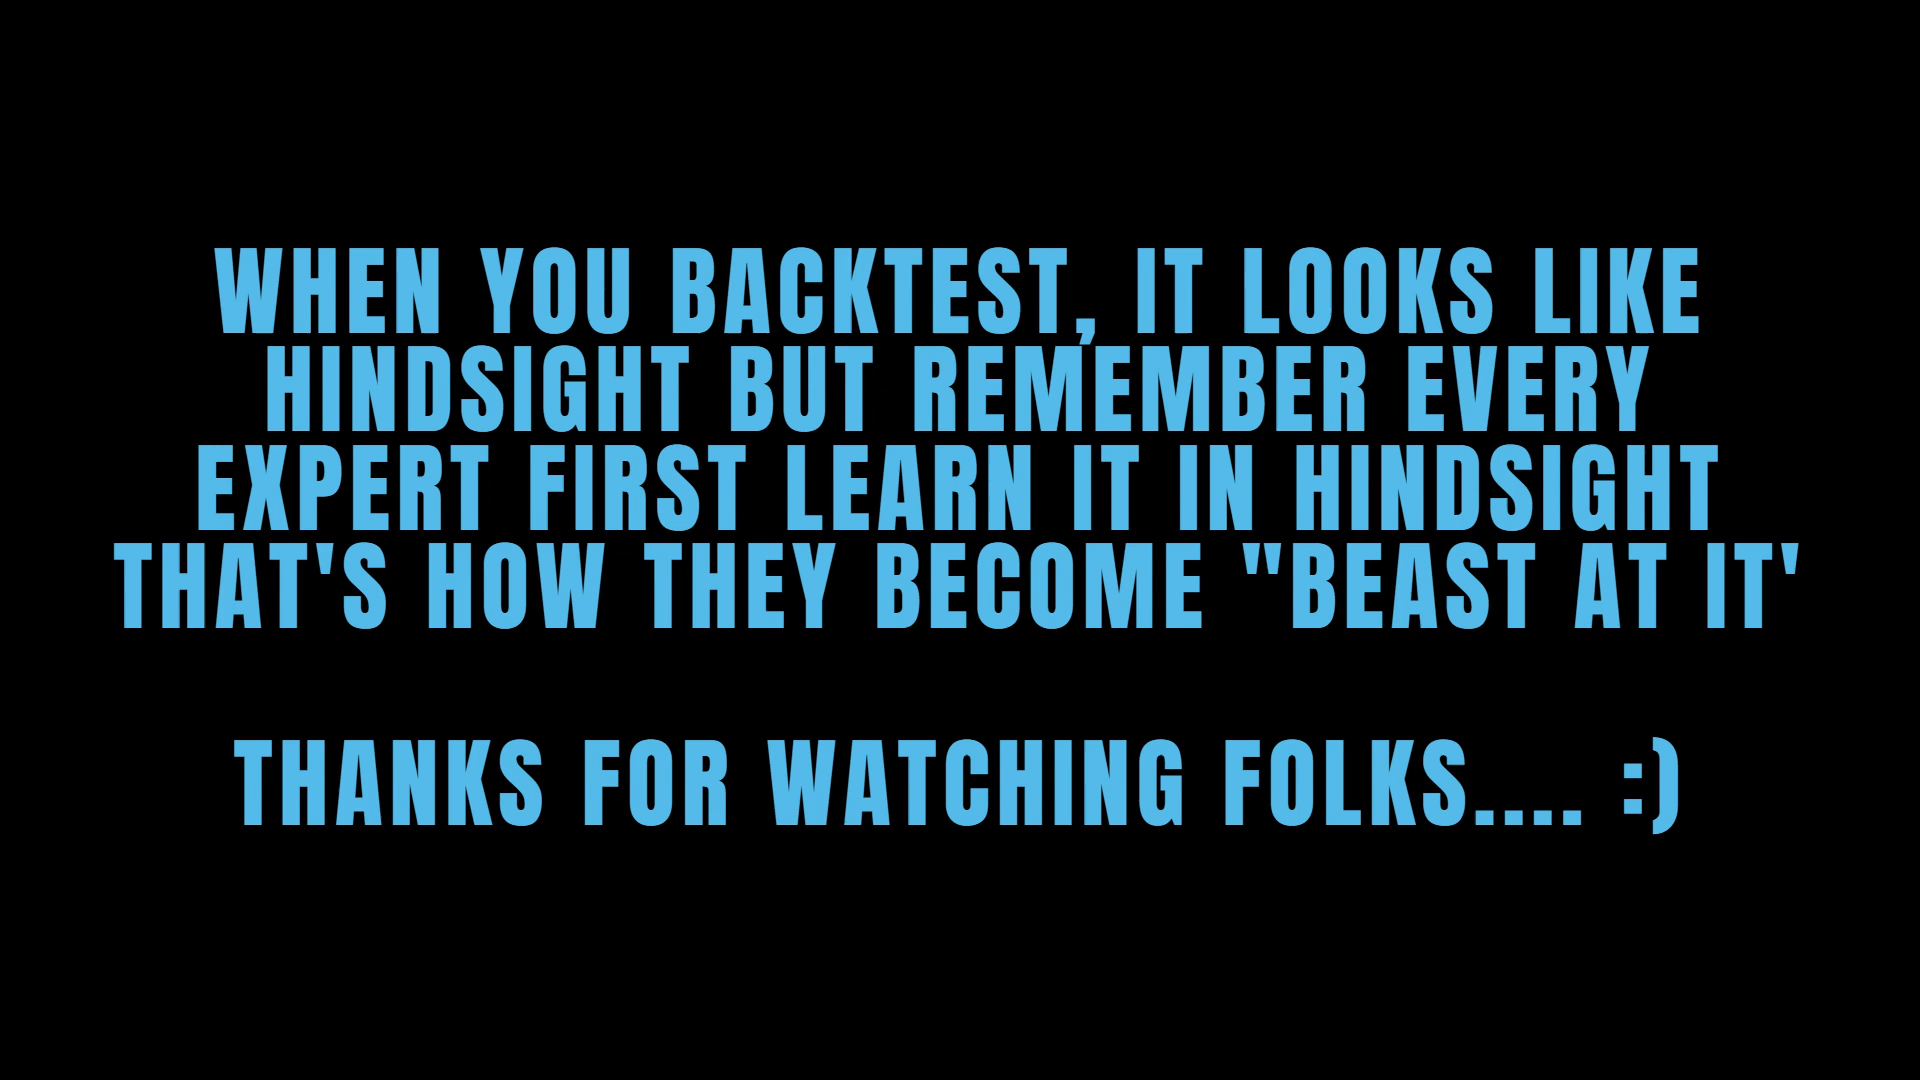 WHEN YOU BACKTEST, IT LOOKS LIKE
HINDSIGHT BUT REMEMBER EVERY
EXPERT FIRST LEARN IT IN HINDSIGHT
THAT'S HOW THEY BECOME "BEAST AT IT'
THANKS FOR WATCHING FOLKS.... :)